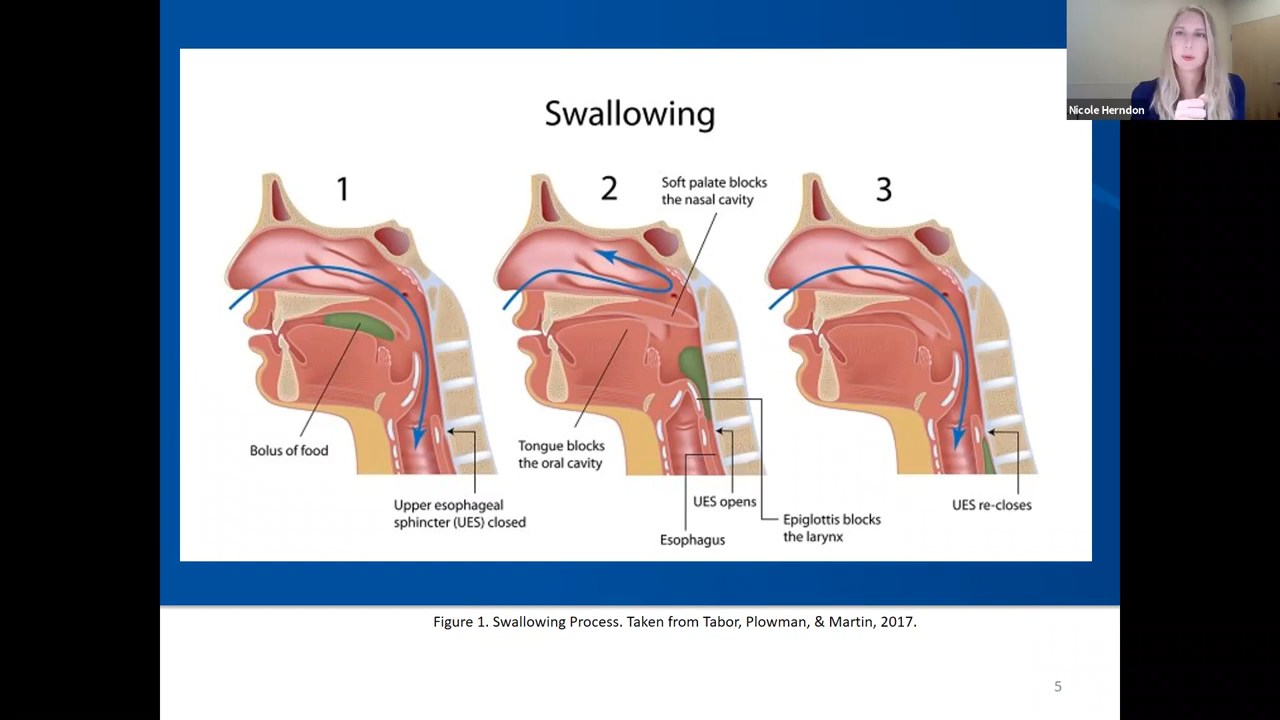 Nicole Herndon
Swallowing
1
2
3
Soft palate blocks
the nasal cavity
Bolus of food
Tongue blocks
the oral cavity
Upper esophageal
sphincter (UES) closed
UES opens
Esophagus
Epiglottis blocks
the larynx
UES re-closes
Figure 1. Swallowing Process. Taken from Tabor, Plowman, & Martin, 2017.
5